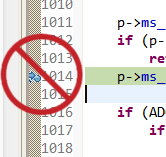 1010
1011 p->ms_
1012 if (p-
1013 re
1014 p->ms_
1015
1016 if (AD
1017 if
1018